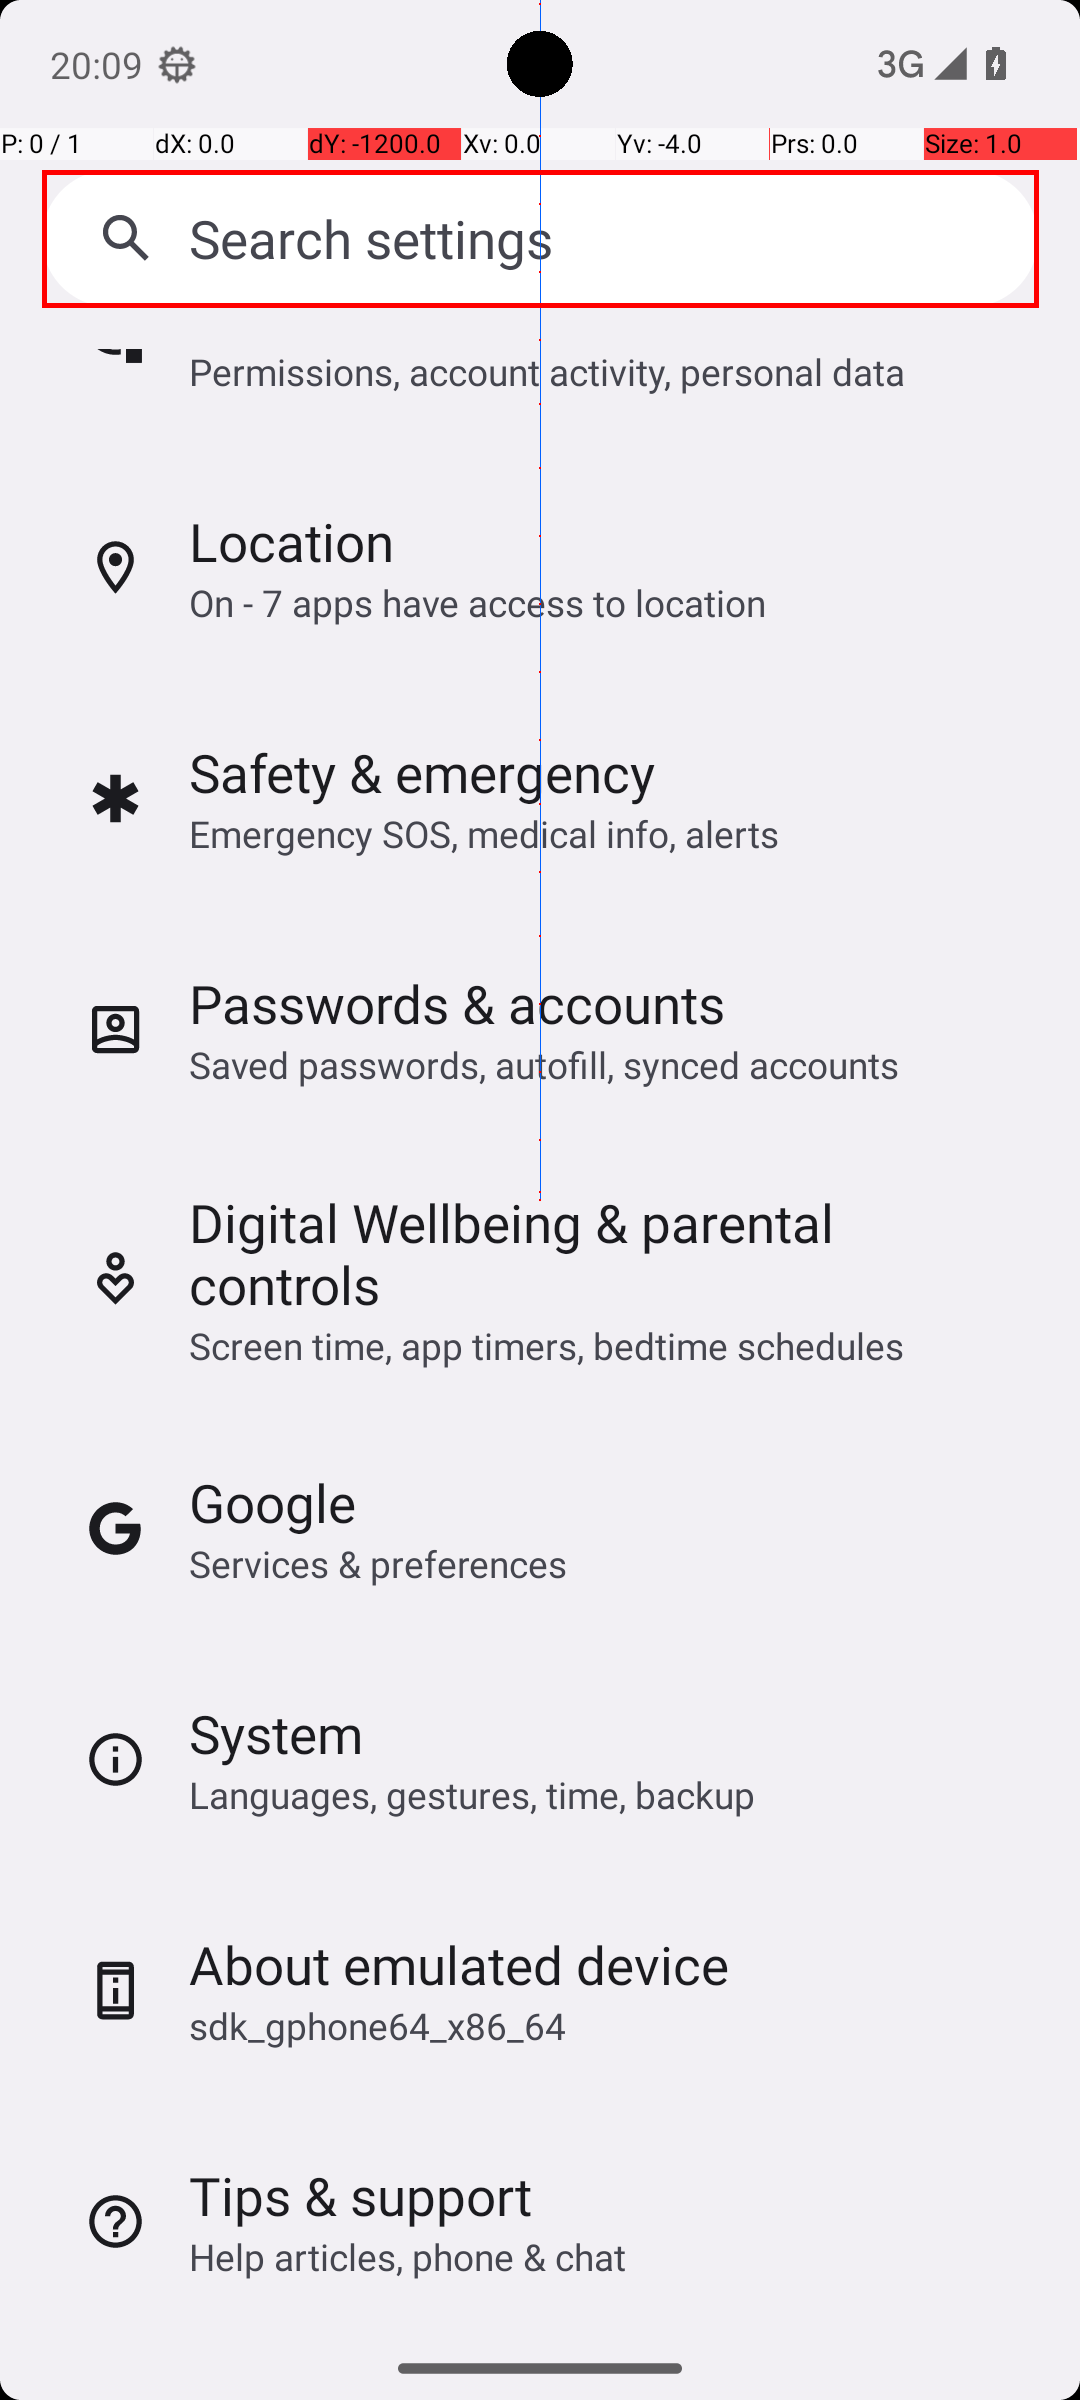 20:09
3G
P: 0 / 1 dX: 0.0 dY: -1200.0 Xv: 0.0 Yv: -4.0 Prs: 0.0 Size: 1.0
Search settings
Permissions, account activity, personal data
Location
On - 7 apps have access to location
Safety & emergency
Emergency SOS, medical info, alerts
Passwords & accounts
Saved passwords, autofill, synced accounts
Digital Wellbeing & parental
controls
Screen time, app timers, bedtime schedules
Google
Services & preferences
System
Languages, gestures, time, backup
About emulated device
sdk_gphone64_x86_64
Tips & support
Help articles, phone & chat